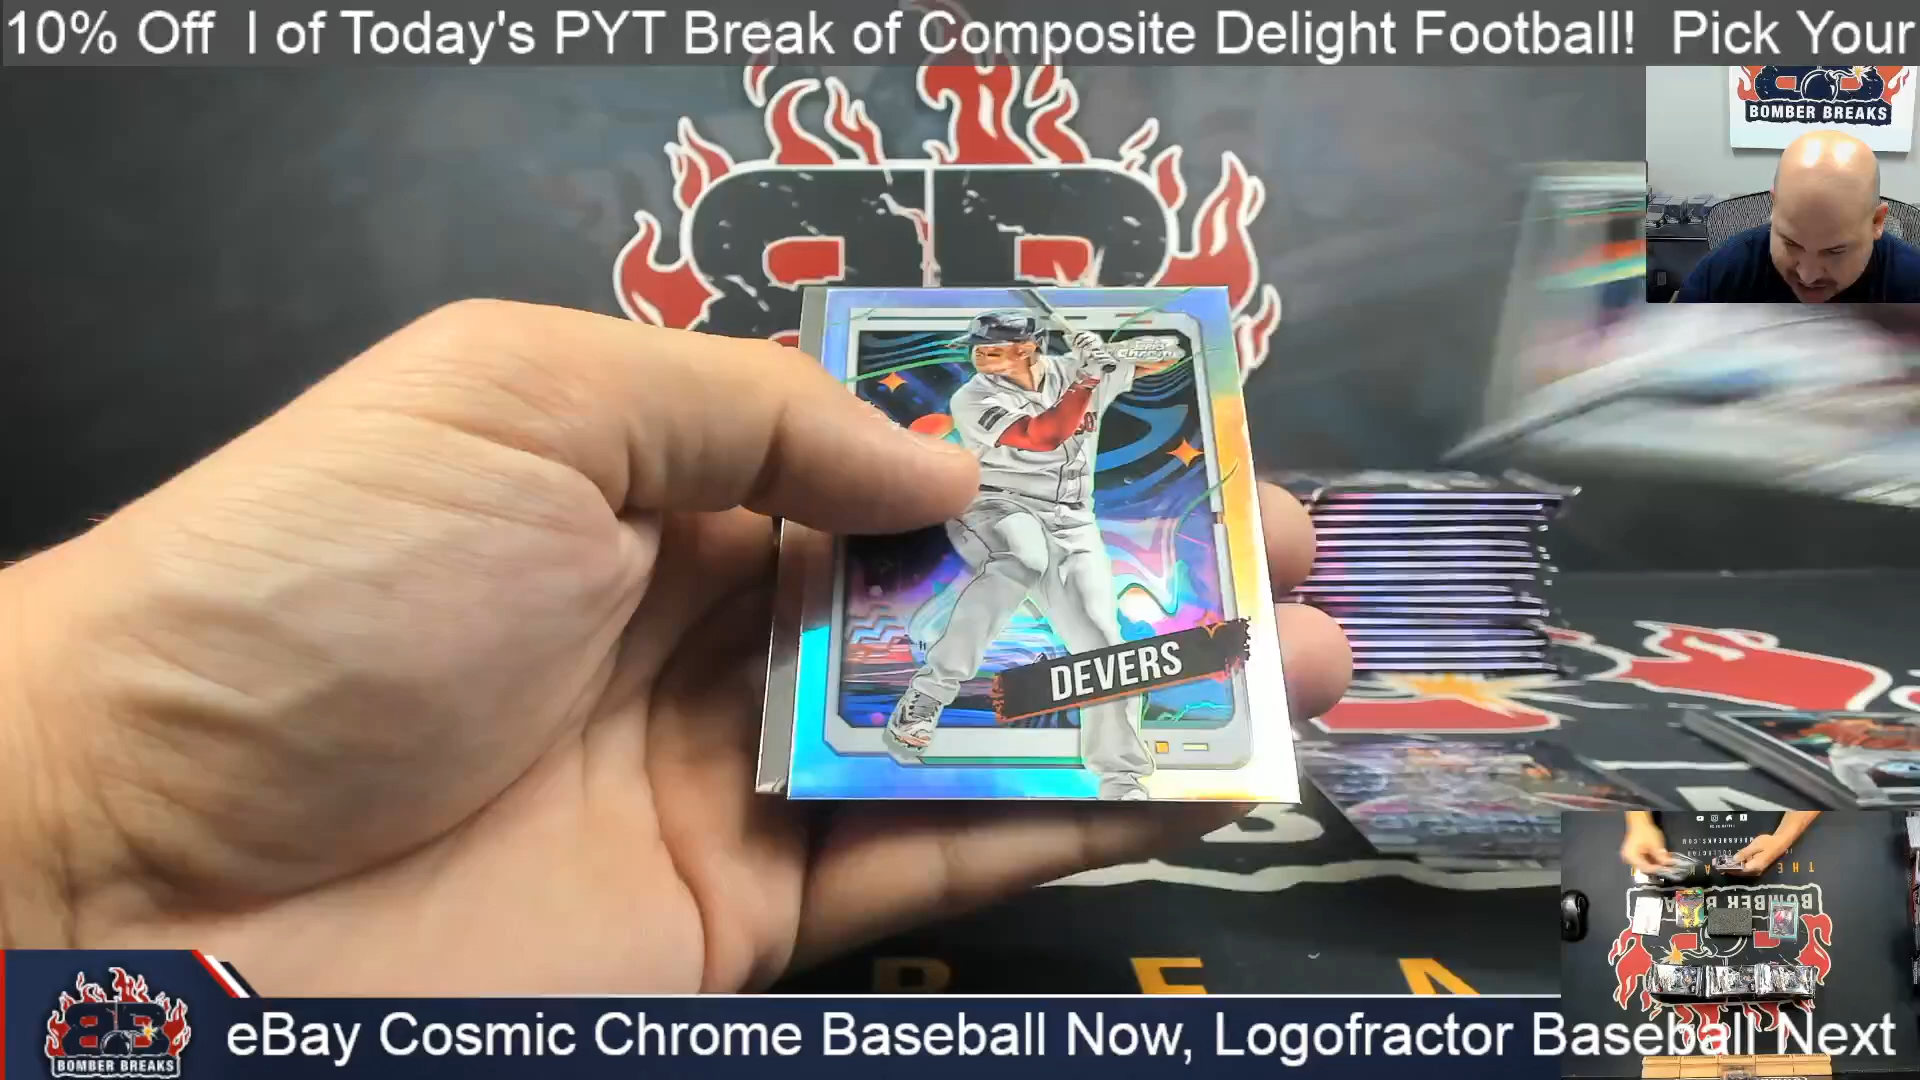 10% Off  l of Today's PYT Break of Composite Delight Football!  Pick Your
BOMBER BREAKS
Chrome
DEVERS
BOMBER BREAKS
eBay Cosmic Chrome Baseball Now, Logofractor Baseball Next